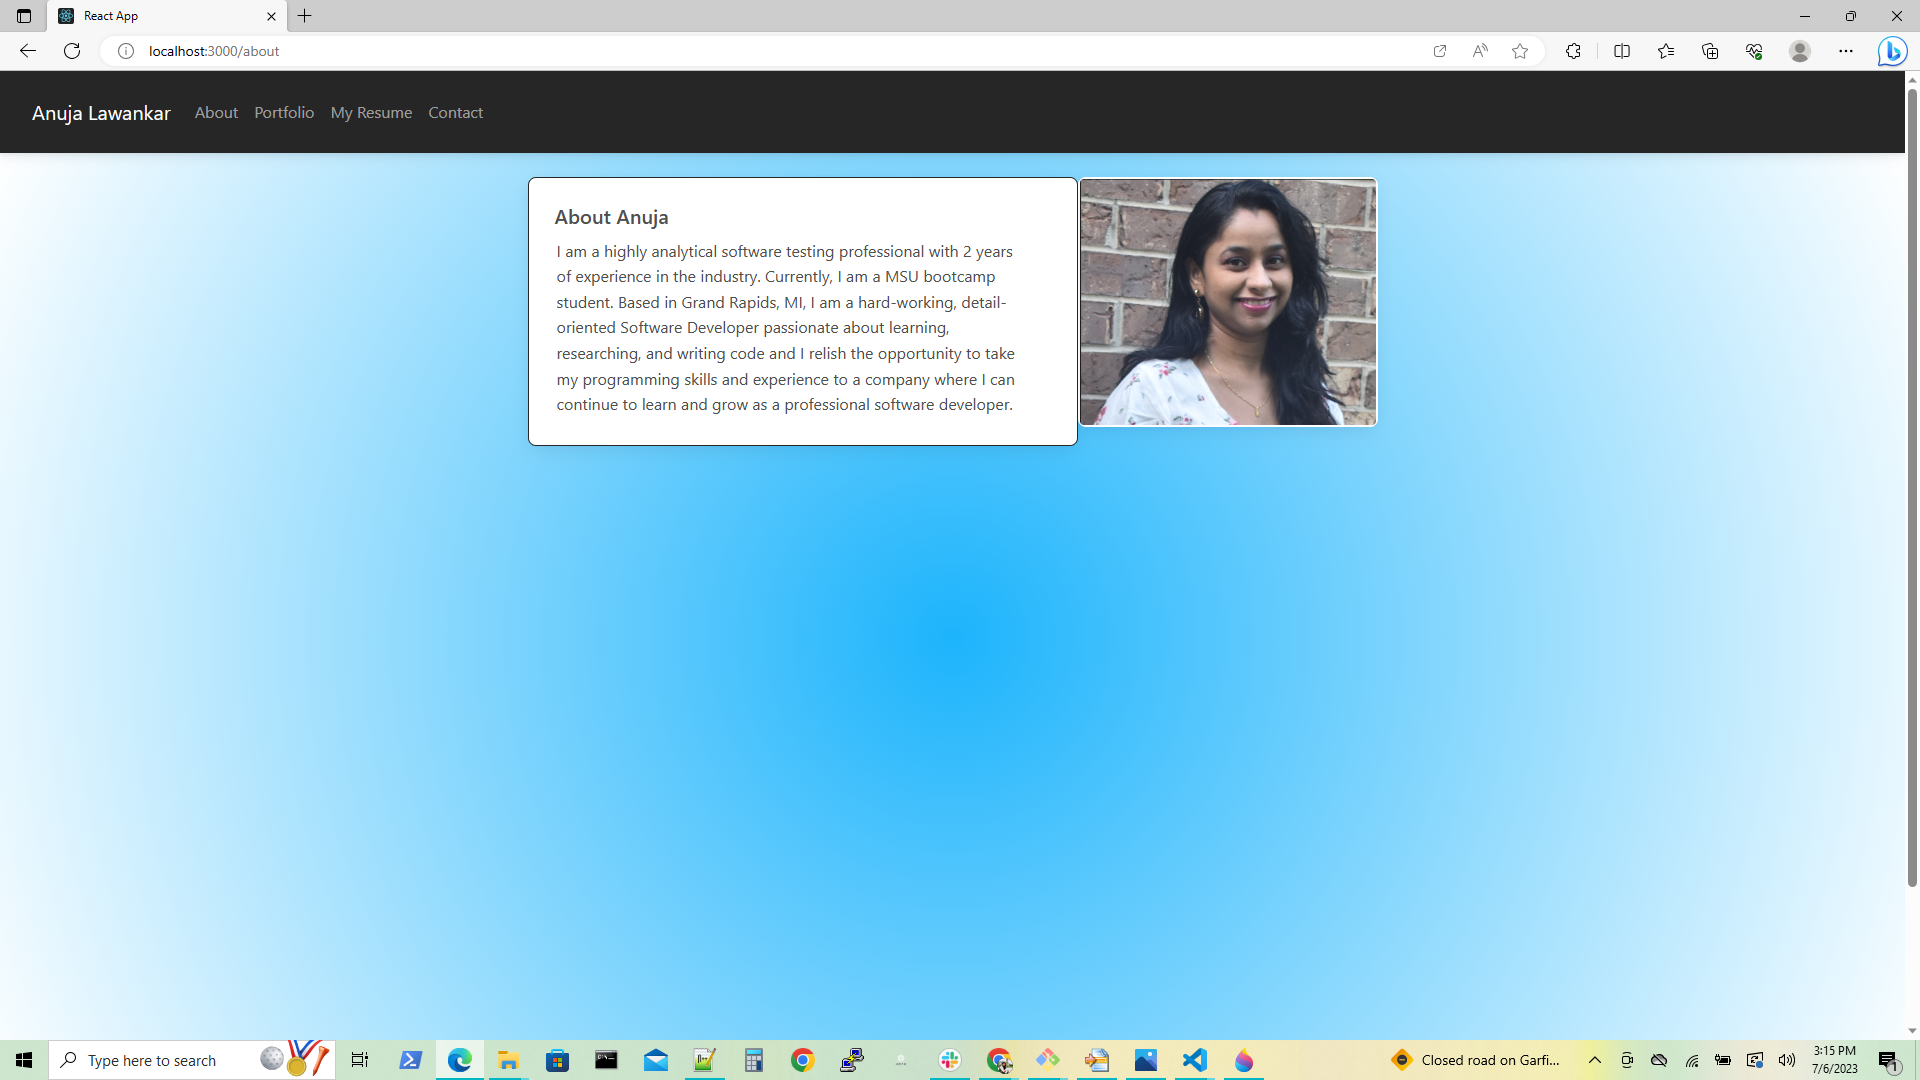 React App
localhost:3000/about
Anuja Lawankar About Portfolio My Resume Contact
About Anuja
I am a highly analytical software testing professional with 2 years
of experience in the industry. Currently, I am a MSU bootcamp
student. Based in Grand Rapids, MI, I am a hard-working, detail-
oriented Software Developer passionate about learning,
researching, and writing code and I relish the opportunity to take
my programming skills and experience to a company where I can
continue to learn and grow as a professional software developer.
Type here to search
Closed road on Garfi...
3:15 PM
7/6/2023
1